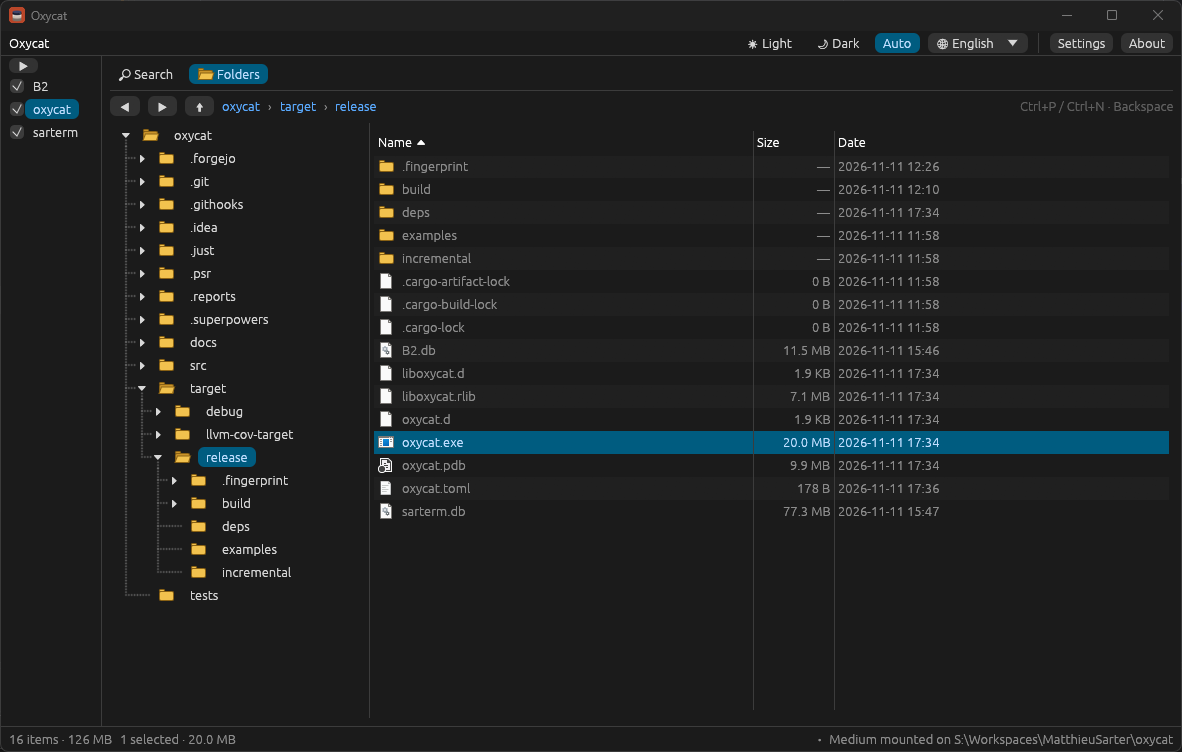 Oxycat
Oxycat Light Dark Auto English Settings About
B2
oxycat
sarterm
Search Folders
oxycat › target › release Ctrl+P / Ctrl+N · Backspace
oxycat
.forgejo
.git
.githooks
.idea
.just
.psr
.reports
.superpowers
docs
src
target
debug
llvm-cov-target
release
.fingerprint
build
deps
examples
incremental
tests
Name Size Date
.fingerprint — 2026-11-11 12:26
build — 2026-11-11 12:10
deps — 2026-11-11 17:34
examples — 2026-11-11 11:58
incremental — 2026-11-11 11:58
.cargo-artifact-lock 0 B 2026-11-11 11:58
.cargo-build-lock 0 B 2026-11-11 11:58
.cargo-lock 0 B 2026-11-11 11:58
B2.db 11.5 MB 2026-11-11 15:46
liboxycat.d 1.9 KB 2026-11-11 17:34
liboxycat.rlib 7.1 MB 2026-11-11 17:34
oxycat.d 1.9 KB 2026-11-11 17:34
oxycat.exe 20.0 MB 2026-11-11 17:34
oxycat.pdb 9.9 MB 2026-11-11 17:34
oxycat.toml 178 B 2026-11-11 17:36
sarterm.db 77.3 MB 2026-11-11 15:47
16 items · 126 MB 1 selected · 20.0 MB · Medium mounted on S:\Workspaces\MatthieuSarter\oxycat